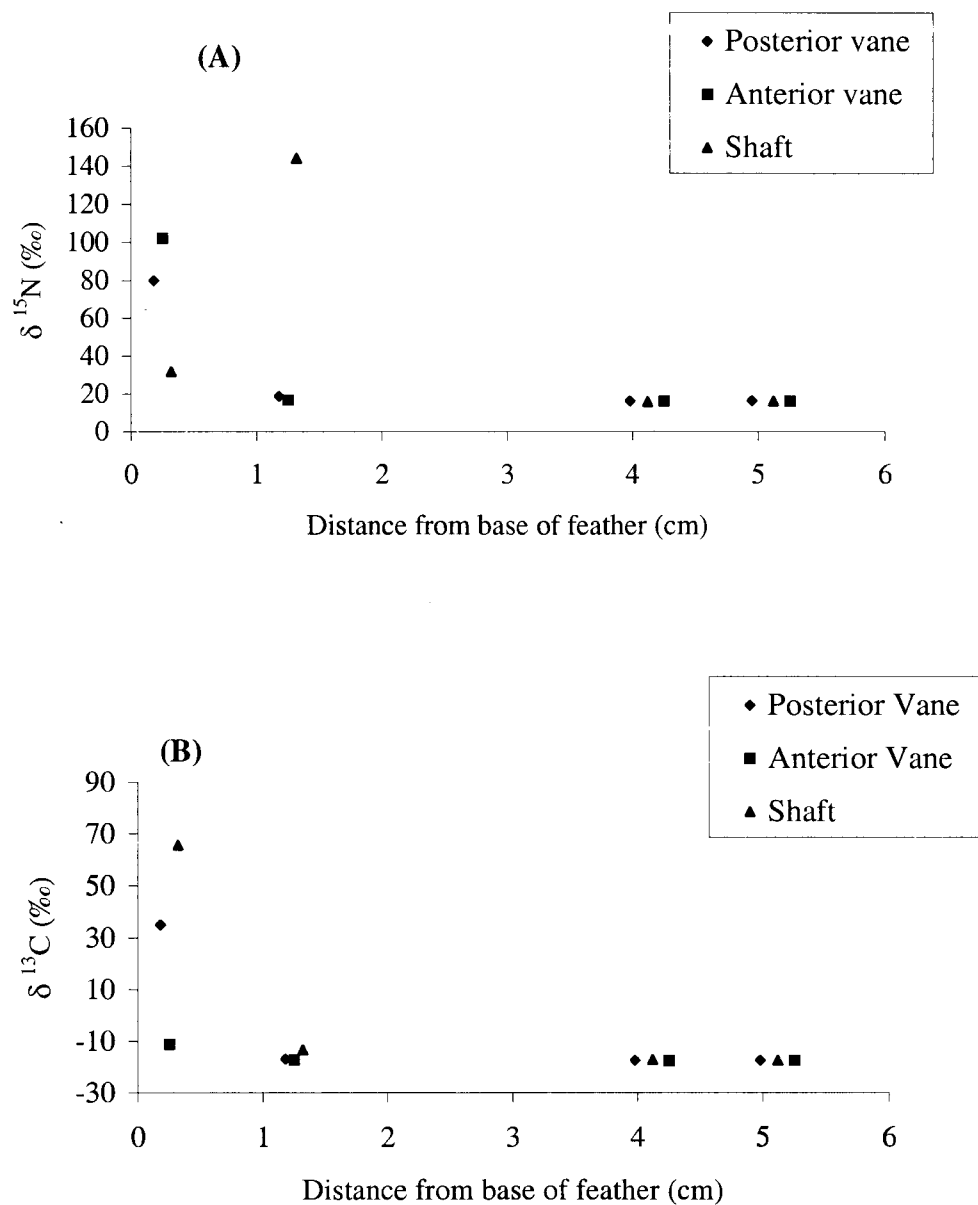 (A)
Posterior vane
Anterior vane
Shaft
160
140
120
100
80
60
40
20
0
δ ¹⁵N (‰)
0 1 2 3 4 5 6
Distance from base of feather (cm)
(B)
Posterior Vane
Anterior Vane
Shaft
90
70
50
30
10
-10
-30
δ ¹³C (‰)
0 1 2 3 4 5 6
Distance from base of feather (cm)